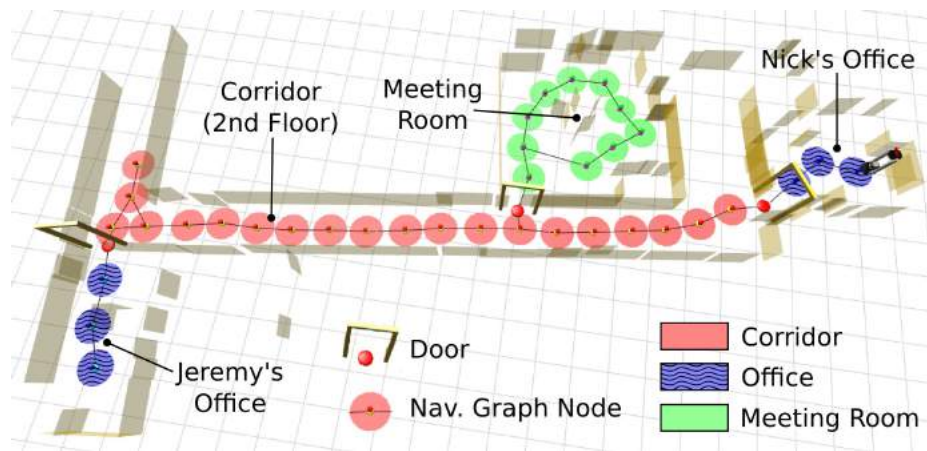 Nick's Office
Meeting
Room
Corridor
(2nd Floor)
Jeremy's
Office
Door
Nav. Graph Node
Corridor
Office
Meeting Room